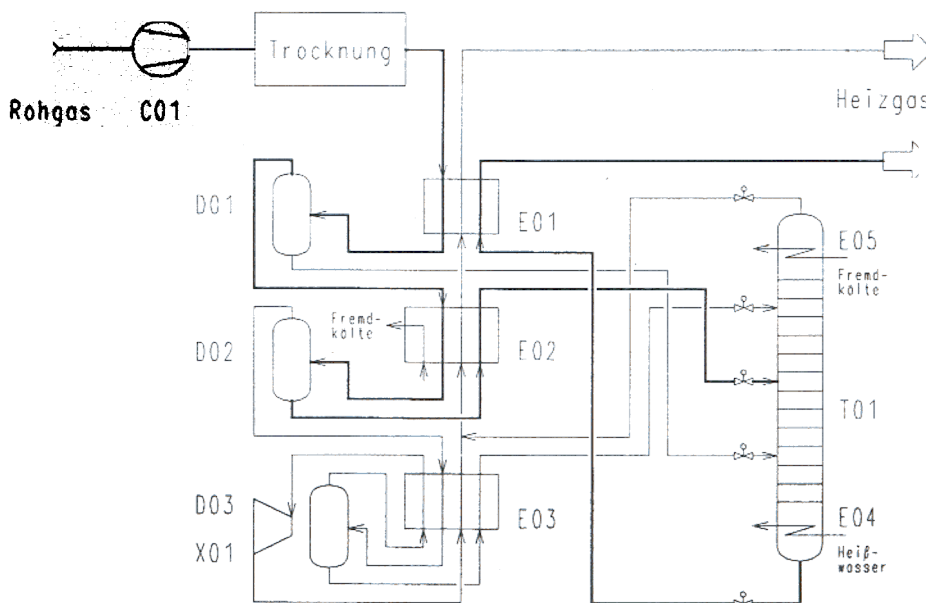 Trocknung
Rohgas C01
Heizgas
D01
E01
E05
Fremd-
kälte
Fremd-
kälte
D02
E02
T01
D03
E03
E04
X01
Heiß-
wasser